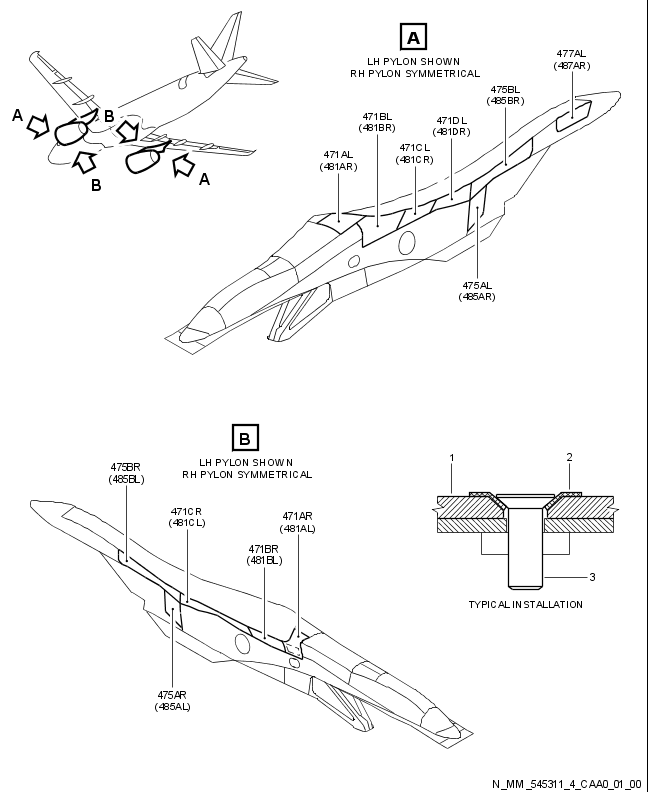 A
LH PYLON SHOWN
RH PYLON SYMMETRICAL
477AL
(487AR)
475BL
(485BR)
471BL
(481BR)
471DL
(481DR)
471CL
(481CR)
471AL
(481AR)
A
B
B
A
475AL
(485AR)
B
LH PYLON SHOWN
RH PYLON SYMMETRICAL
475BR
(485BL)
471CR
(481CL)
471AR
(481AL)
471BR
(481BL)
475AR
(485AL)
1
2
3
TYPICAL INSTALLATION
N_MM_545311_4_CAA0_01_00